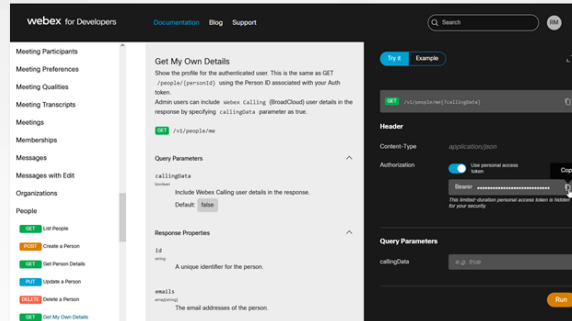 webex for Developers
Documentation Blog Support
Search
RM
Meeting Participants
Meeting Preferences
Meeting Qualities
Meeting Transcripts
Meetings
Memberships
Messages
Messages with Edit
Organizations
People
GET List People
POST Create a Person
GET Get Person Details
PUT Update a Person
DELETE Delete a Person
GET Get My Own Details
Get My Own Details
Show the profile for the authenticated user. This is the same as GET
/people/{personId} using the Person ID associated with your Auth
token.
Admin users can include Webex Calling (BroadCloud) user details in the
response by specifying callingData parameter as true.
GET /v1/people/me
Query Parameters
callingData
boolean
Include Webex Calling user details in the response.
Default: false
Response Properties
id
string
A unique identifier for the person.
emails
array[string]
The email addresses of the person.
Try it Example
GET /v1/people/me{?callingData}
Header
Content-Type application/json
Authorization
Use personal access
token
Cop
Bearer
This limited-duration personal access token is hidden
for your security.
Query Parameters
callingData e.g. true
Run